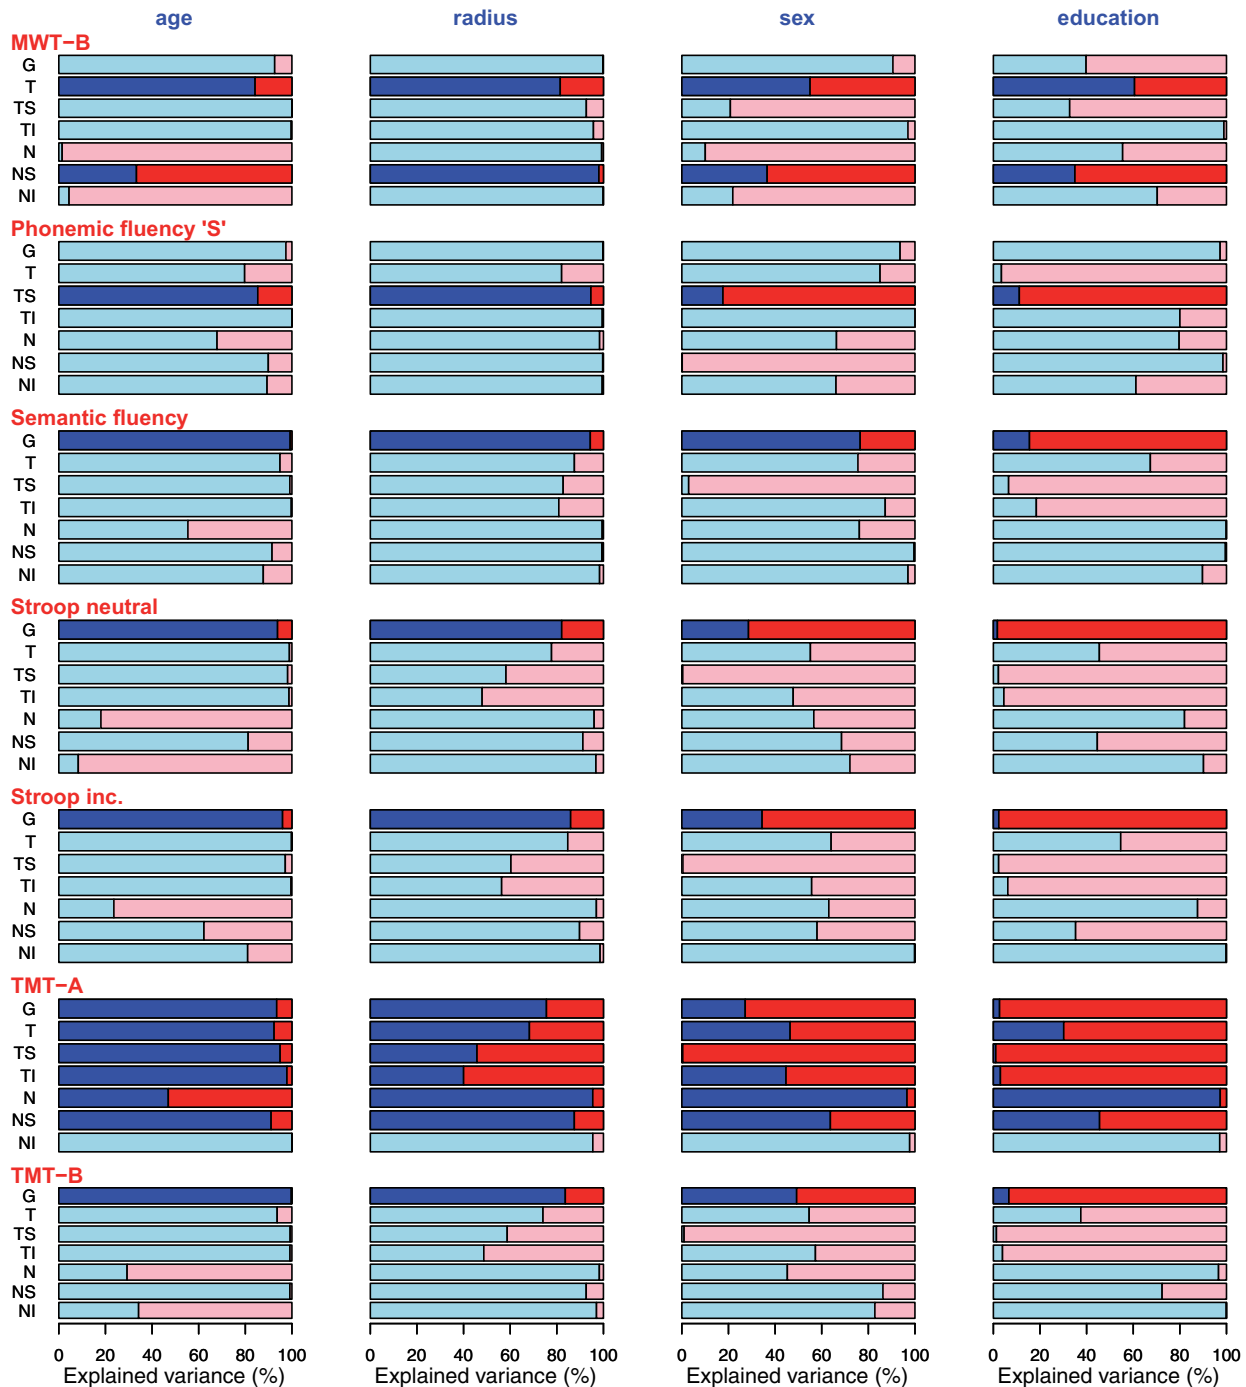 age radius sex education
MWT−B
G
T
TS
TI
N
NS
NI
Phonemic fluency 'S'
G
T
TS
TI
N
NS
NI
Semantic fluency
G
T
TS
TI
N
NS
NI
Stroop neutral
G
T
TS
TI
N
NS
NI
Stroop inc.
G
T
TS
TI
N
NS
NI
TMT−A
G
T
TS
TI
N
NS
NI
TMT−B
G
T
TS
TI
N
NS
NI
0 20 40 60 80 100 0 20 40 60 80 100 0 20 40 60 80 100 0 20 40 60 80 100
Explained variance (%) Explained variance (%) Explained variance (%) Explained variance (%)